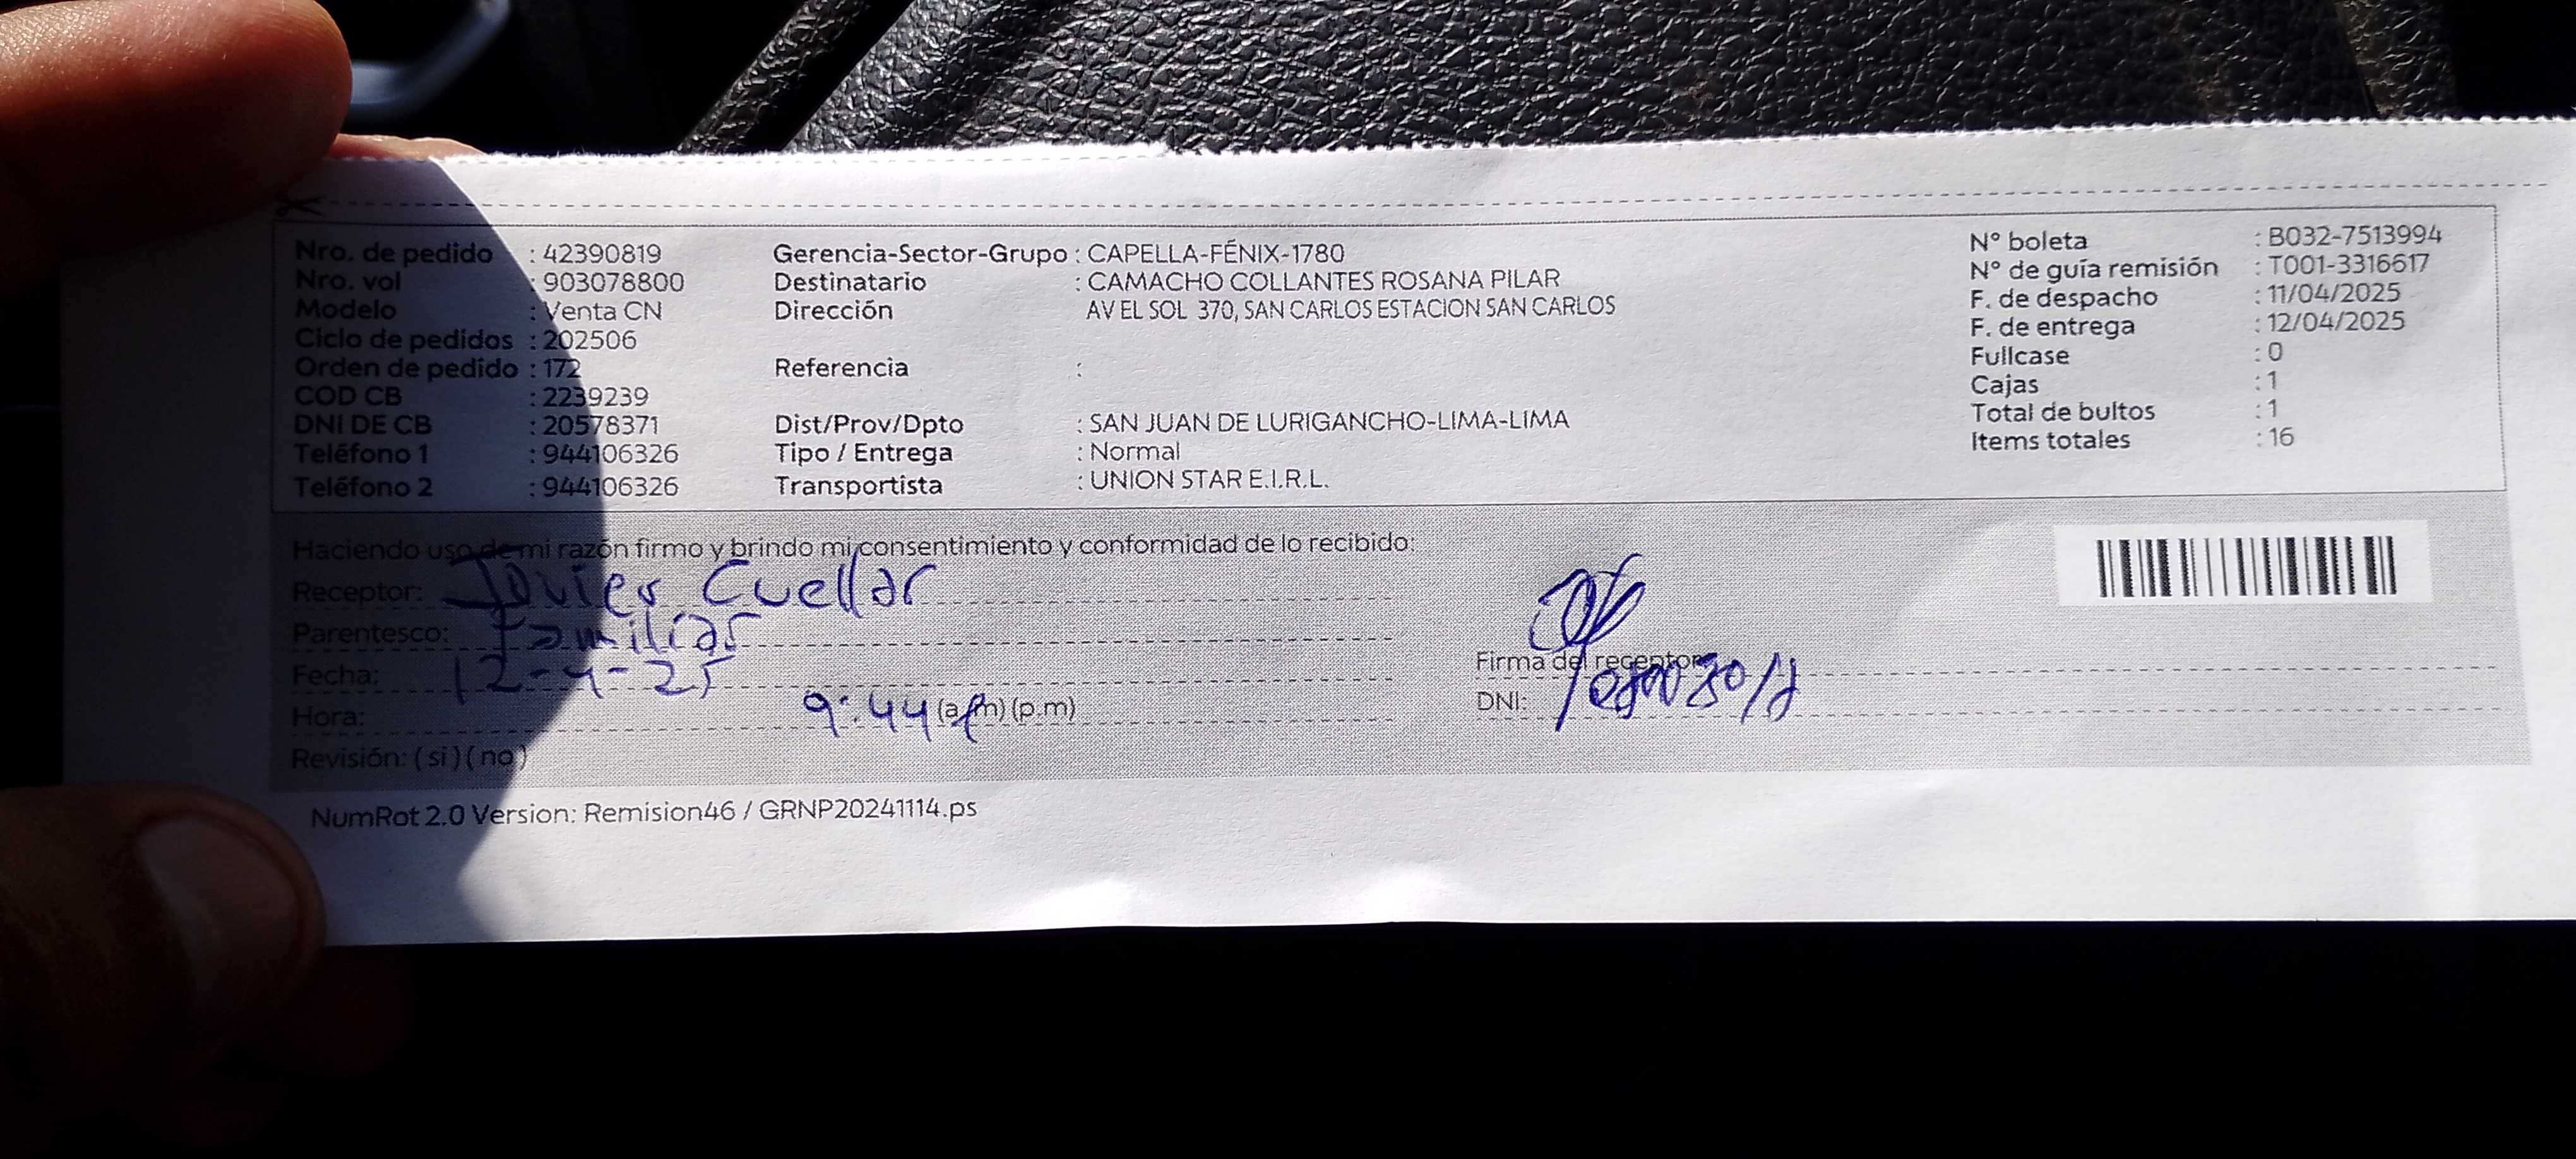 Nro. de pedido : 42390819 Gerencia-Sector-Grupo : CAPELLA-FÉNIX-1780 N° boleta : B032-7513994
Nro. vol : 903078800 Destinatario : CAMACHO COLLANTES ROSANA PILAR N° de guía remisión : T001-3316617
Modelo : Venta CN Dirección AV EL SOL 370, SAN CARLOS ESTACION SAN CARLOS F. de despacho : 11/04/2025
Ciclo de pedidos : 202506 F. de entrega : 12/04/2025
Orden de pedido : 172 Referencia : Fullcase : 0
COD CB : 2239239 Cajas : 1
DNI DE CB : 20578371 Dist/Prov/Dpto : SAN JUAN DE LURIGANCHO-LIMA-LIMA Total de bultos : 1
Teléfono 1 : 944106326 Tipo / Entrega : Normal Items totales : 16
Teléfono 2 : 944106326 Transportista : UNION STAR E.I.R.L.
Haciendo uso de mi razón firmo y brindo mi consentimiento y conformidad de lo recibido:
Receptor: Javier Cuellar
Parentesco: Familiar
Fecha: 12-4-25 Firma del receptor
Hora: 9:44 (a.m) (p.m) DNI:
Revisión: ( si ) ( no )
NumRot 2.0 Version: Remision46 / GRNP20241114.ps